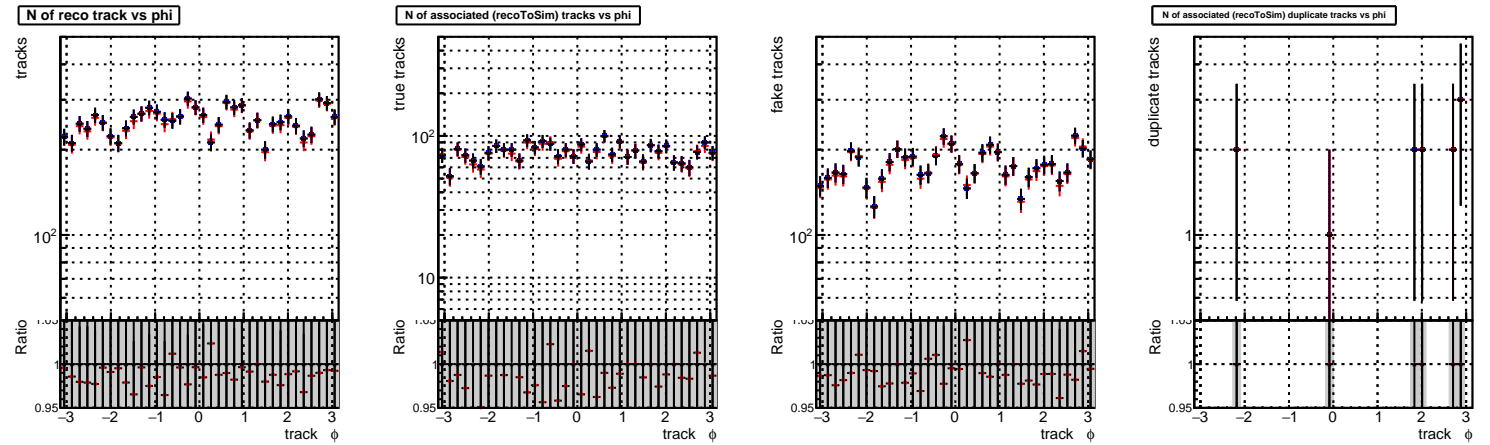 N of reco track vs phi
tracks
10²
Ratio
1
0.95
−3 −2 −1 0 1 2 3
track ϕ
N of associated (recoToSim) tracks vs phi
true tracks
10²
10
Ratio
1
0.95
−3 −2 −1 0 1 2 3
track ϕ
fake tracks
10²
Ratio
1
0.95
−3 −2 −1 0 1 2 3
track ϕ
N of associated (recoToSim) duplicate tracks vs phi
duplicate tracks
1
Ratio
1
0.95
−3 −2 −1 0 1 2 3
track ϕ